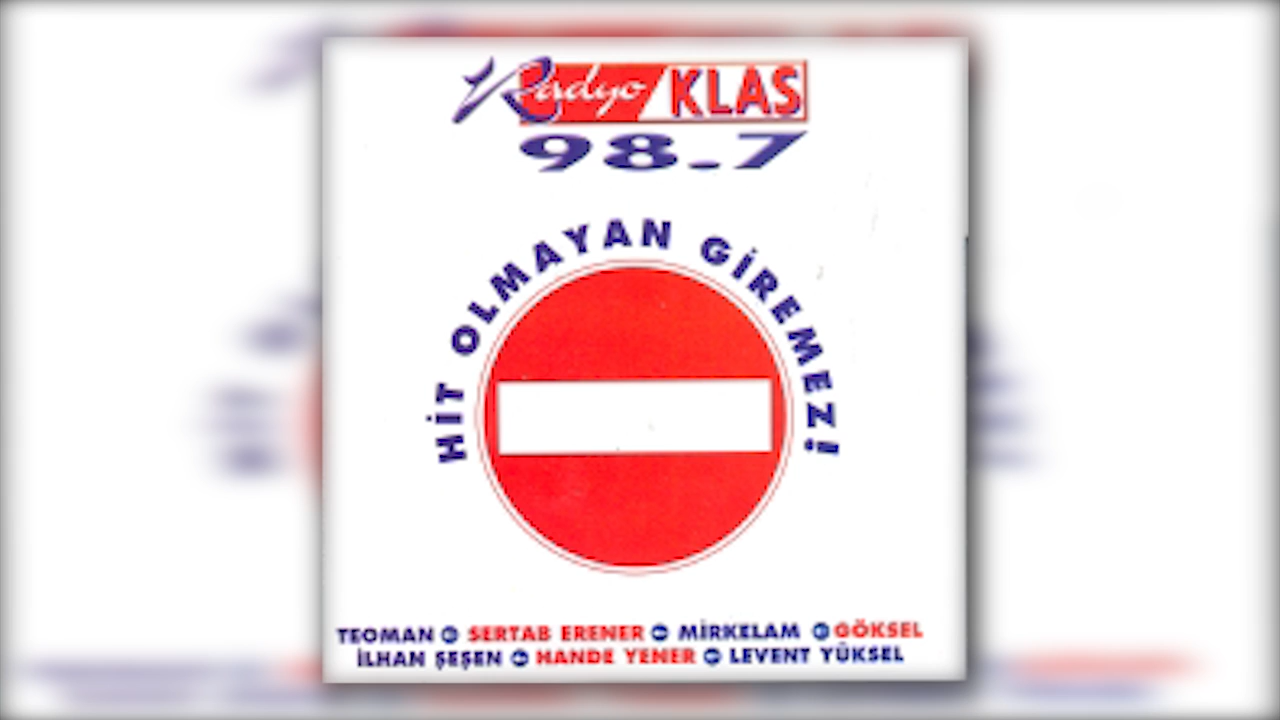 Radyo KLAS
98.7
HİT OLMAYAN GİREMEZ!
TEOMAN SERTAB ERENER MİRKELAM GÖKSEL
İLHAN ŞEŞEN HANDE YENER LEVENT YÜKSEL